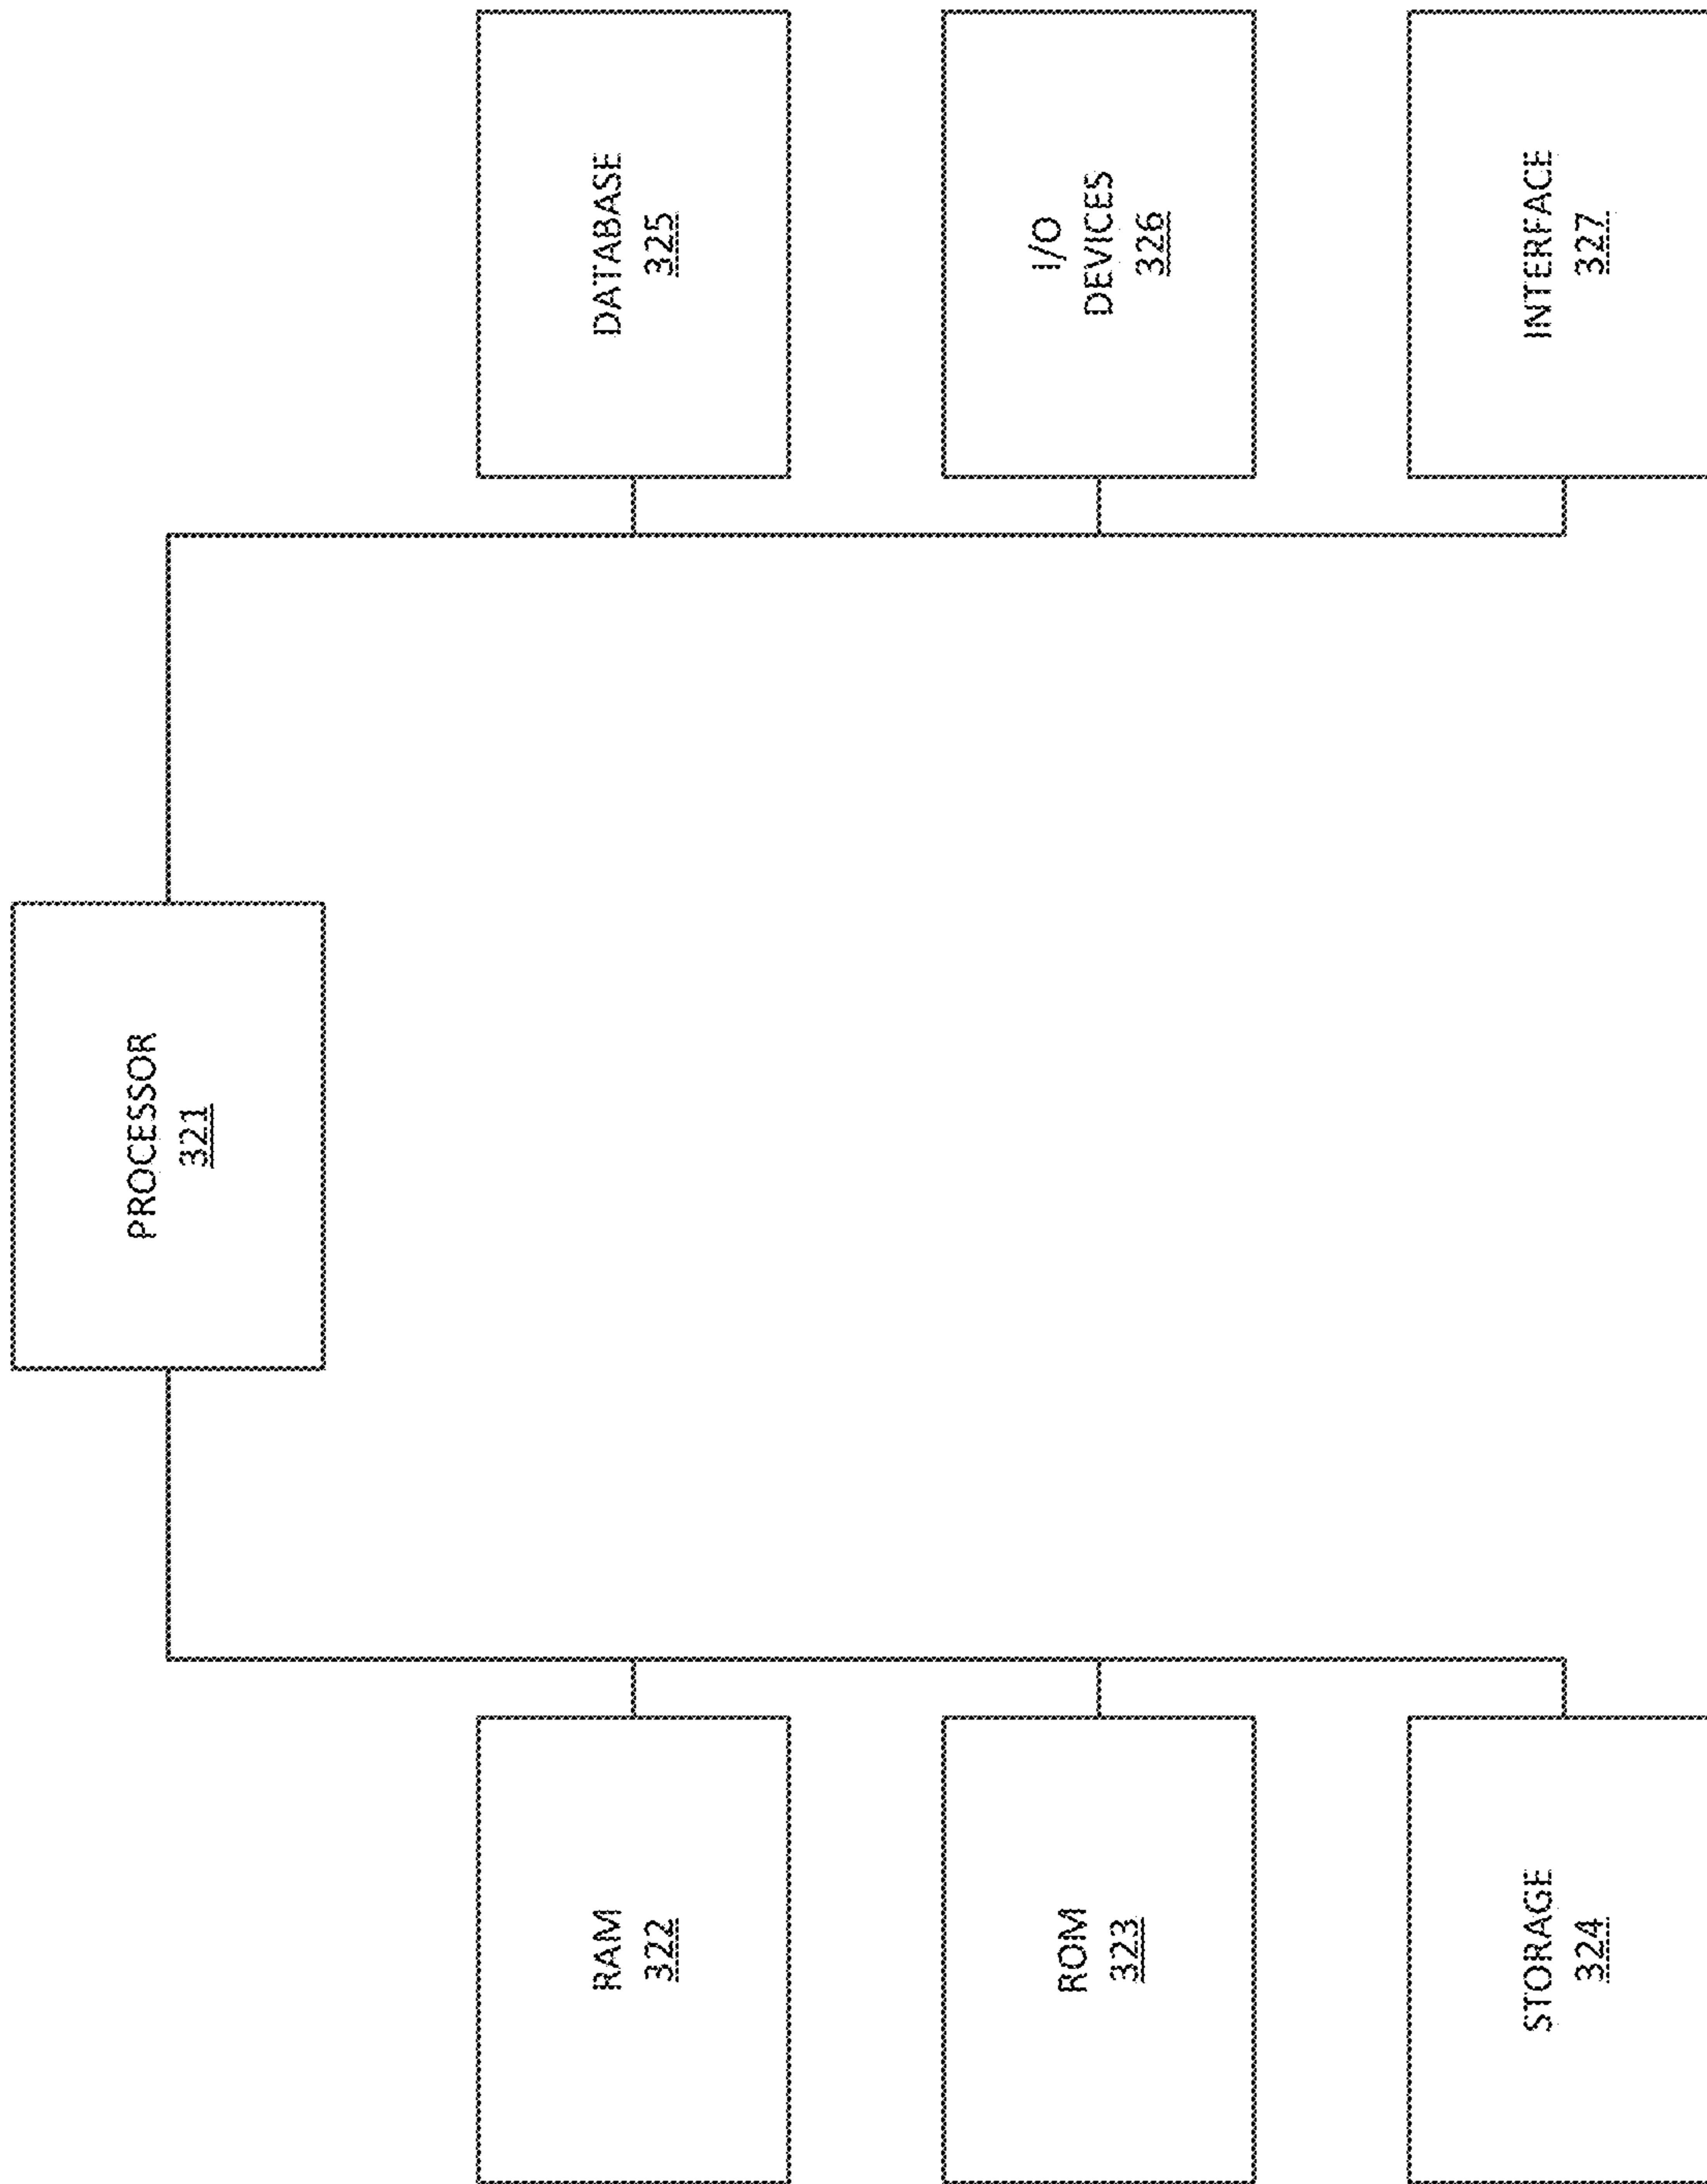 PROCESSOR
321
RAM
322
ROM
323
STORAGE
324
DATABASE
325
I/O
DEVICES
326
INTERFACE
327